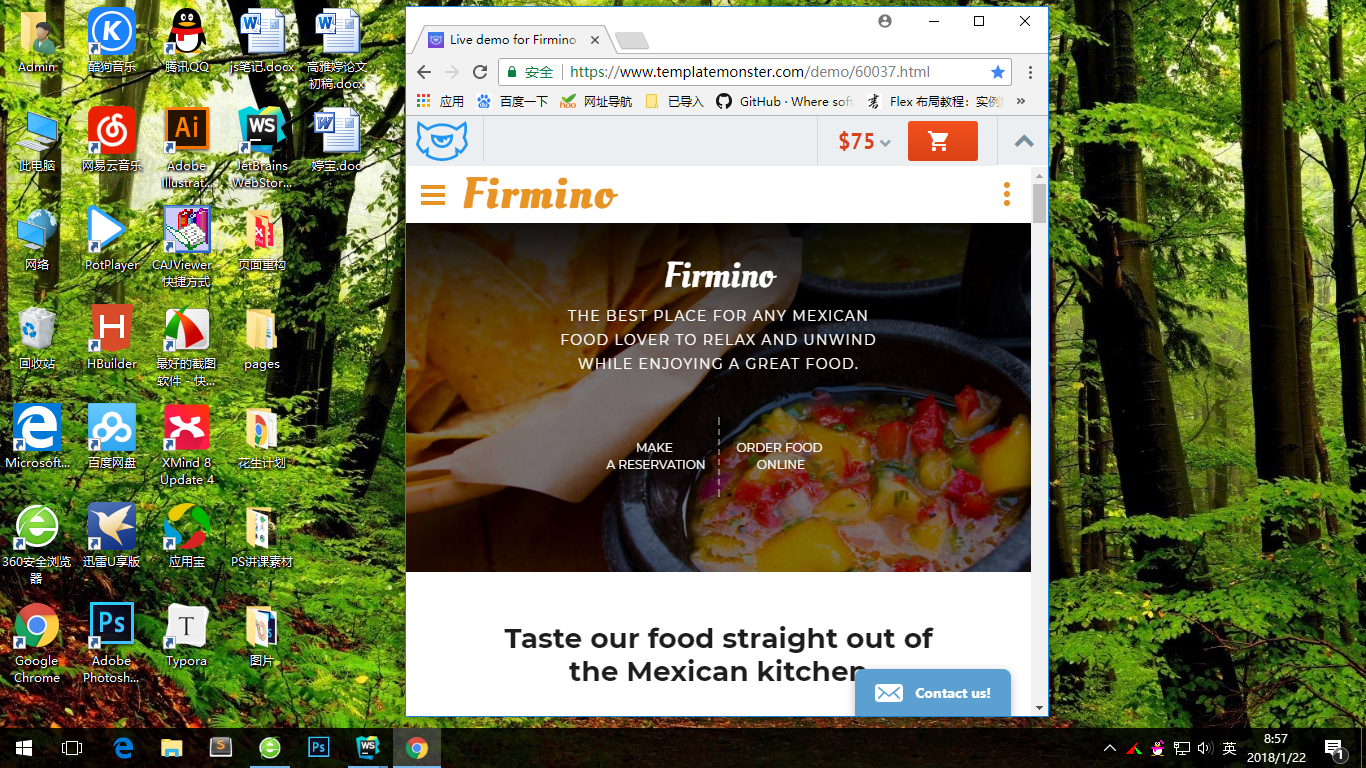 Admin
酷狗音乐
腾讯QQ
js笔记.docx
高雅婷论文
初稿.docx
此电脑
网易云音乐
Ai
Adobe
Illustrat...
WS
JetBrains
WebStor...
婷宝.doc
网络
PotPlayer
CAJViewer
快捷方式
页面重构
回收站
H
HBuilder
最好的截图
软件 - 快...
pages
Microsoft...
百度网盘
XMind 8
Update 4
花生计划
360安全浏览
器
迅雷U享版
应用宝
PS讲课素材
Google
Chrome
Ps
Adobe
Photosh...
T
Typora
图片
Live demo for Firmino
安全
https://www.templatemonster.com/demo/60037.html
应用
百度一下
hao
网址导航
已导入
GitHub · Where soft
Flex 布局教程：实例
»
$75
Firmino
Firmino
THE BEST PLACE FOR ANY MEXICAN
FOOD LOVER TO RELAX AND UNWIND
WHILE ENJOYING A GREAT FOOD.
MAKE
A RESERVATION
ORDER FOOD
ONLINE
Taste our food straight out of
the Mexican kitchen
Contact us!
Ps
WS
英
8:57
2018/1/22
1